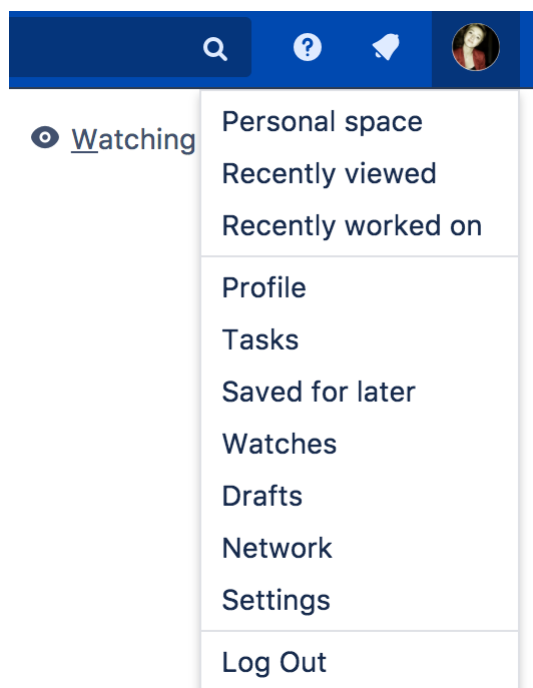 Watching
Personal space
Recently viewed
Recently worked on
Profile
Tasks
Saved for later
Watches
Drafts
Network
Settings
Log Out